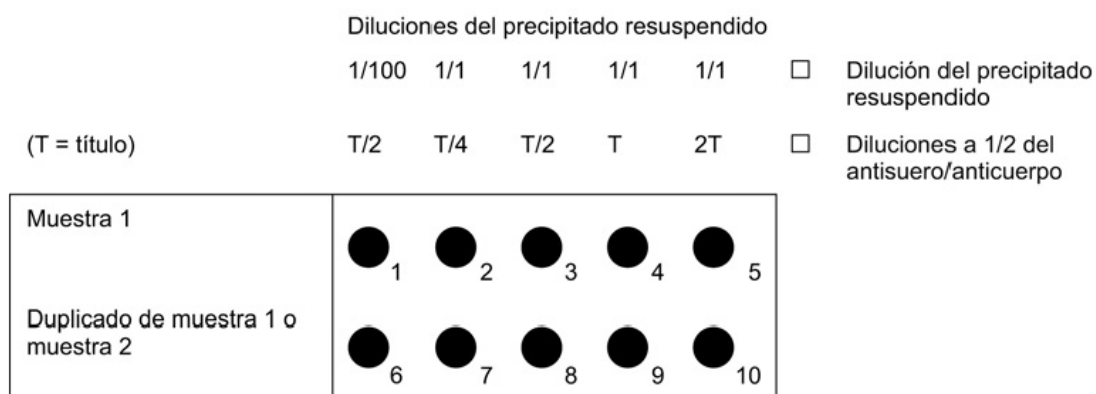 Diluciones del precipitado resuspendido
1/100 1/1 1/1 1/1 1/1 □ Dilución del precipitado
resuspendido
(T = título) T/2 T/4 T/2 T 2T □ Diluciones a 1/2 del
antisuero/anticuerpo
Muestra 1
1 2 3 4 5
Duplicado de muestra 1 o
muestra 2
6 7 8 9 10